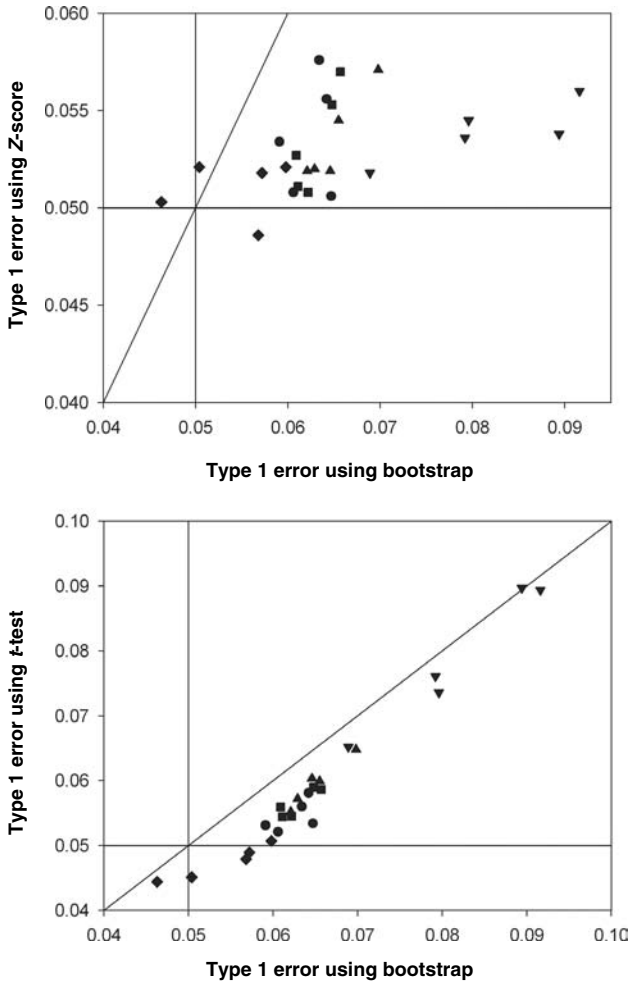 0.060
0.055
0.050
0.045
0.040
0.04 0.05 0.06 0.07 0.08 0.09
Type 1 error using Z-score
Type 1 error using bootstrap
0.10
0.09
0.08
0.07
0.06
0.05
0.04
0.04 0.05 0.06 0.07 0.08 0.09 0.10
Type 1 error using t-test
Type 1 error using bootstrap